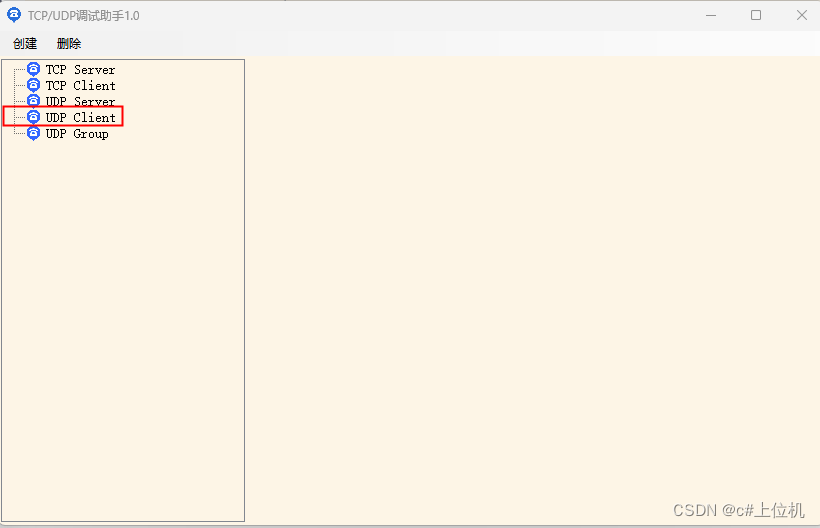 TCP/UDP调试助手1.0
创建 删除
TCP Server
TCP Client
UDP Server
UDP Client
UDP Group
CSDN @c#上位机